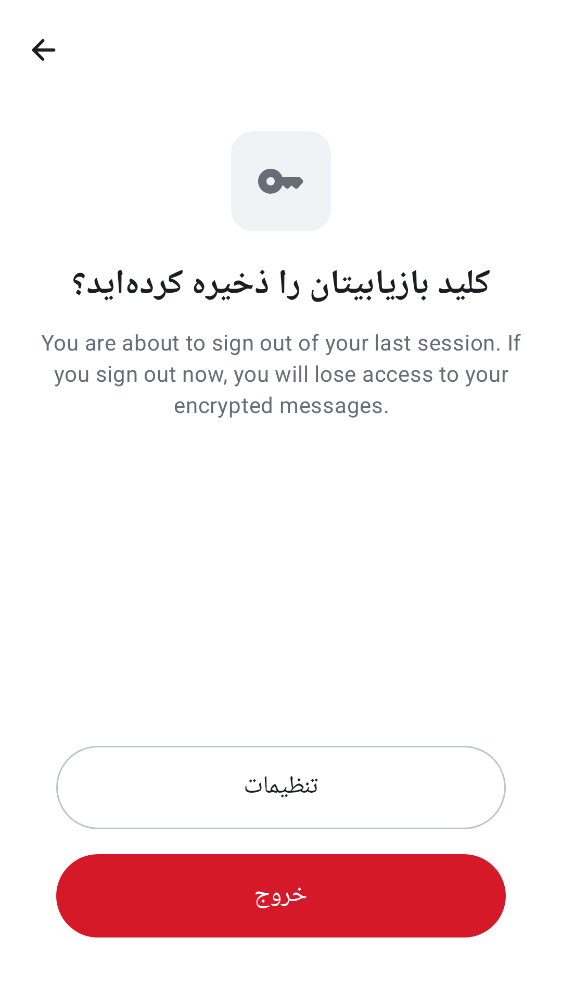 کلید بازیابیتان را ذخیره کرده‌اید؟
You are about to sign out of your last session. If
you sign out now, you will lose access to your
encrypted messages.
تنظیمات
خروج